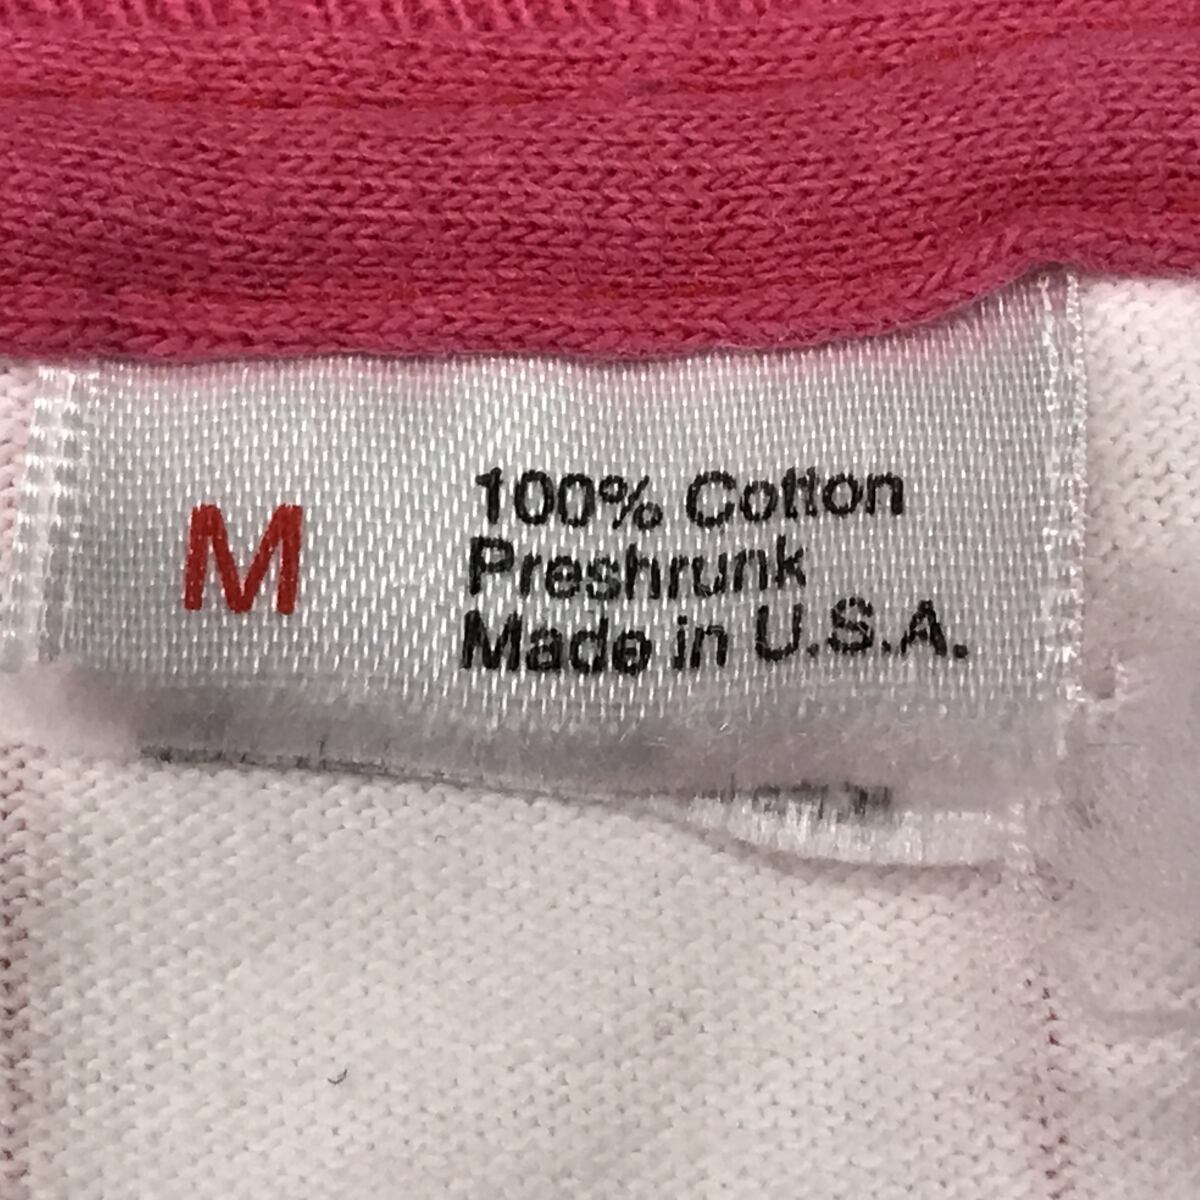 M
100% Cotton
Preshrunk
Made in U.S.A.